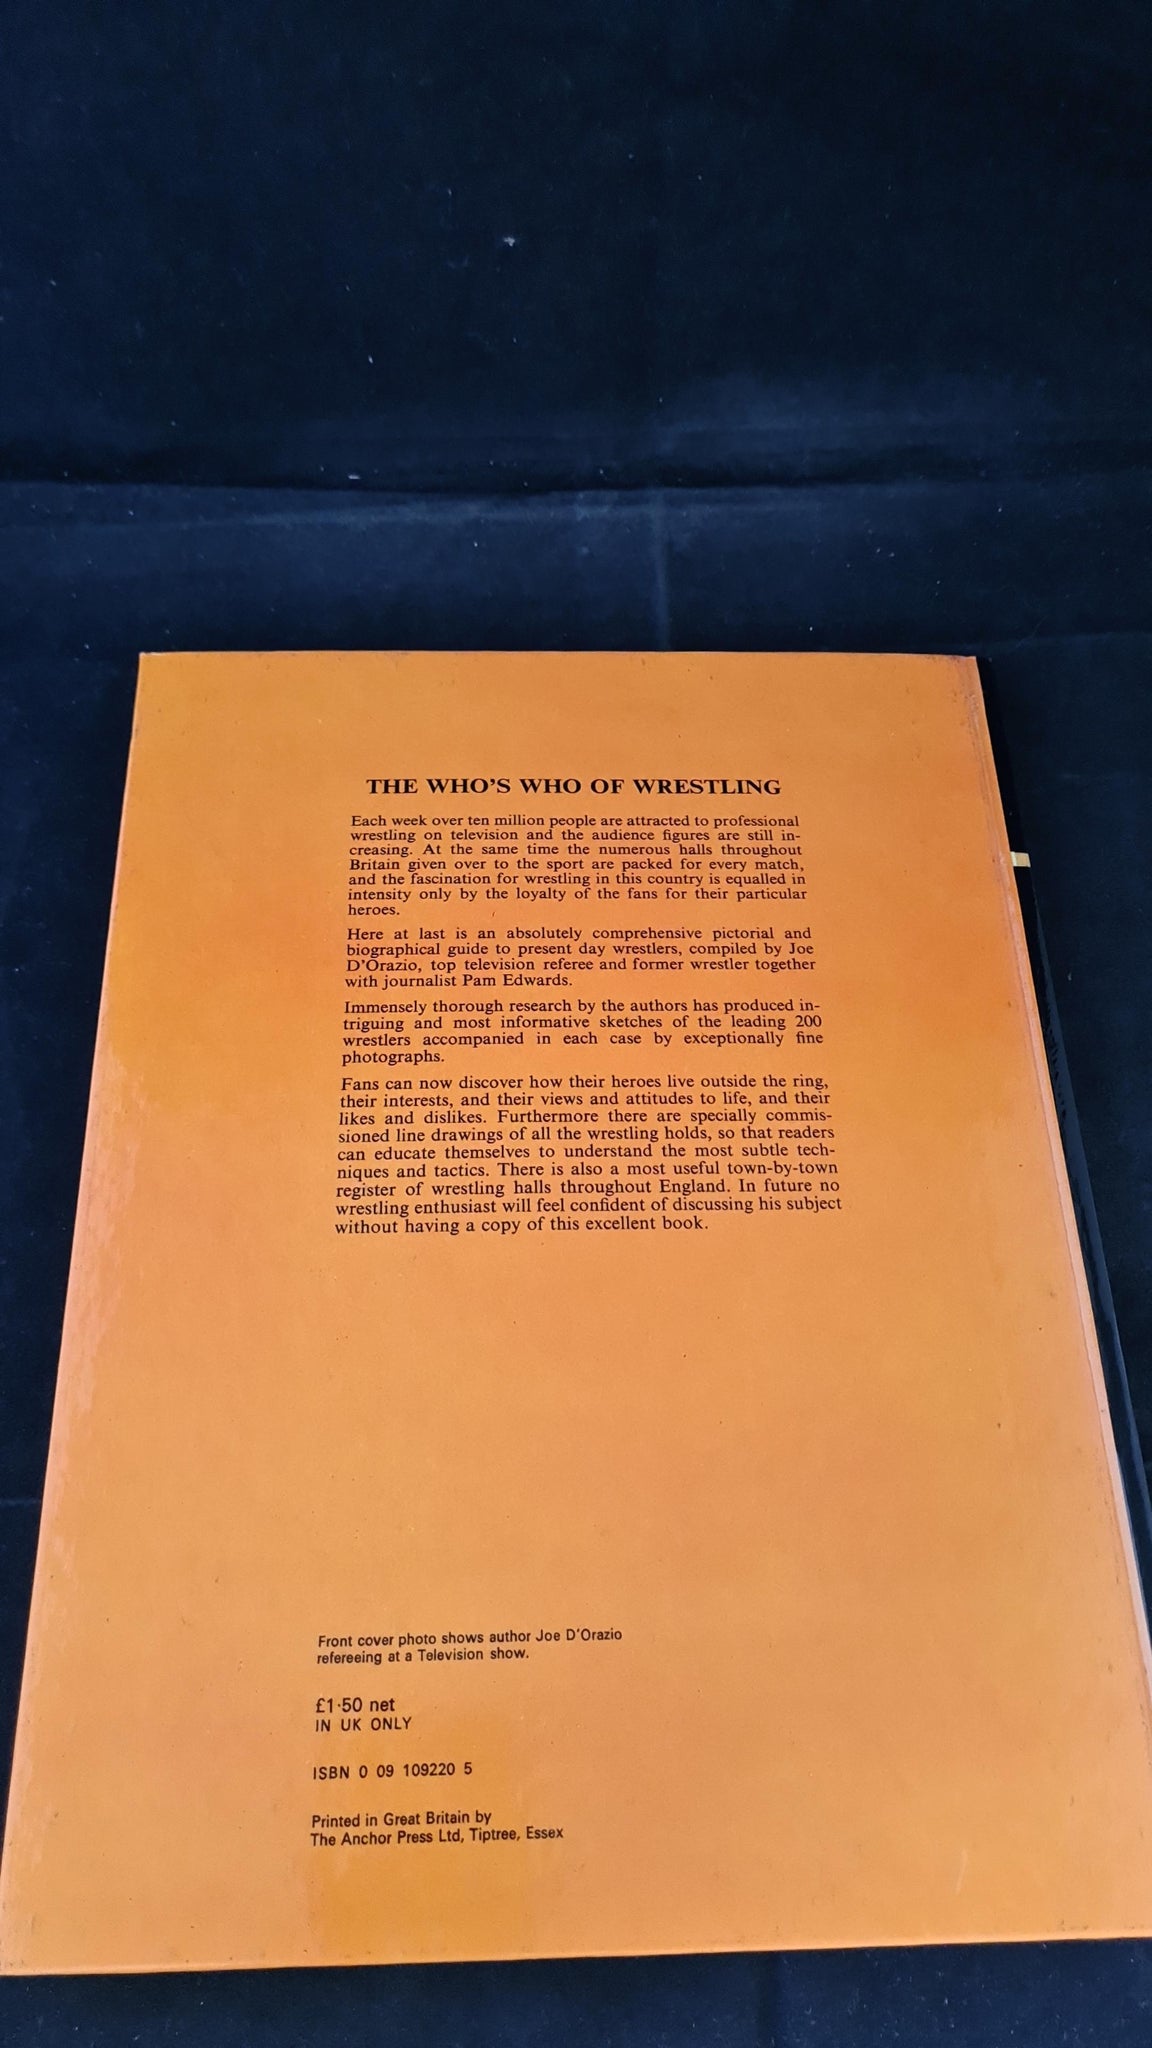 THE WHO'S WHO OF WRESTLING
Each week over ten million people are attracted to professional
wrestling on television and the audience figures are still in-
creasing. At the same time the numerous halls throughout
Britain given over to the sport are packed for every match,
and the fascination for wrestling in this country is equalled in
intensity only by the loyalty of the fans for their particular
heroes.
Here at last is an absolutely comprehensive pictorial and
biographical guide to present day wrestlers, compiled by Joe
D'Orazio, top television referee and former wrestler together
with journalist Pam Edwards.
Immensely thorough research by the authors has produced in-
triguing and most informative sketches of the leading 200
wrestlers accompanied in each case by exceptionally fine
photographs.
Fans can now discover how their heroes live outside the ring,
their interests, and their views and attitudes to life, and their
likes and dislikes. Furthermore there are specially commis-
sioned line drawings of all the wrestling holds, so that readers
can educate themselves to understand the most subtle tech-
niques and tactics. There is also a most useful town-by-town
register of wrestling halls throughout England. In future no
wrestling enthusiast will feel confident of discussing his subject
without having a copy of this excellent book.
Front cover photo shows author Joe D'Orazio
refereeing at a Television show.
£1·50 net
IN UK ONLY
ISBN 0 09 109220 5
Printed in Great Britain by
The Anchor Press Ltd, Tiptree, Essex